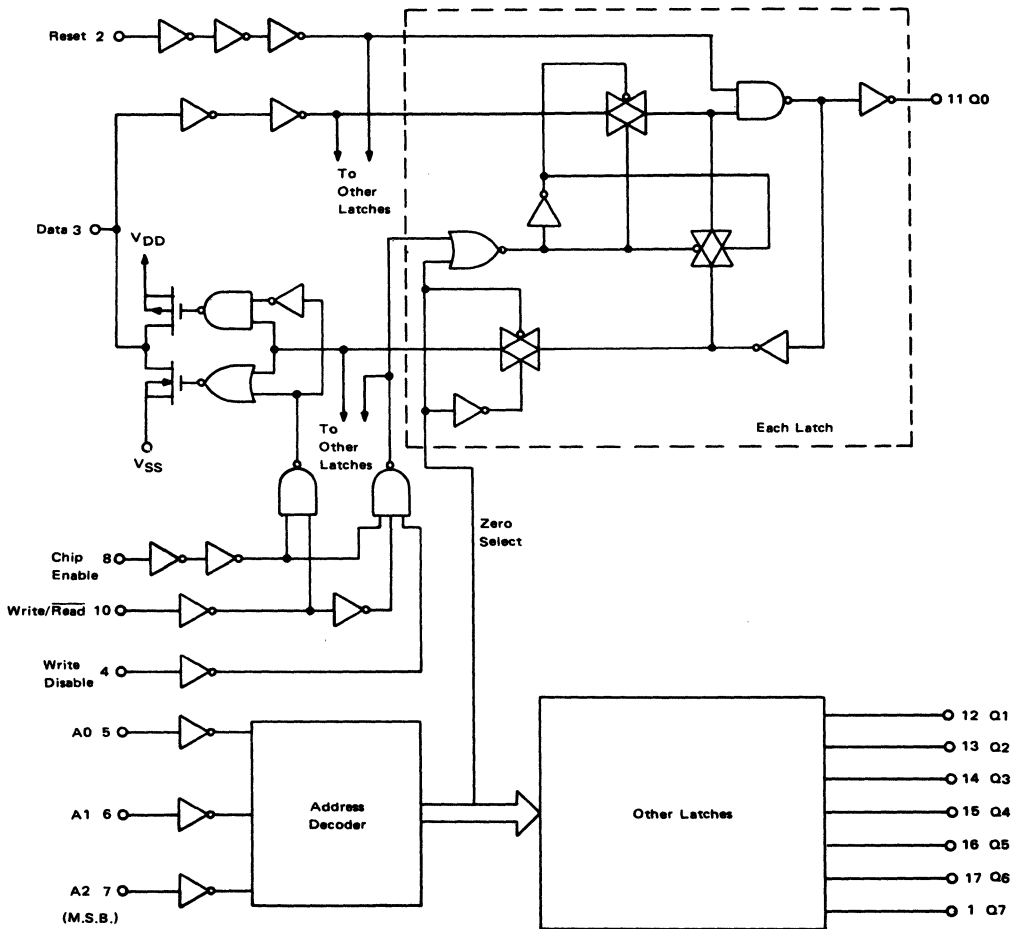 Reset 2
11 Q0
To
Other
Latches
Data 3
VDD
VSS
To
Other
Latches
Each Latch
Zero
Select
Chip
Enable
8
Write/Read 10
Write
Disable
4
A0 5
A1 6
A2 7
(M.S.B.)
Address
Decoder
Other Latches
12 Q1
13 Q2
14 Q3
15 Q4
16 Q5
17 Q6
1 Q7